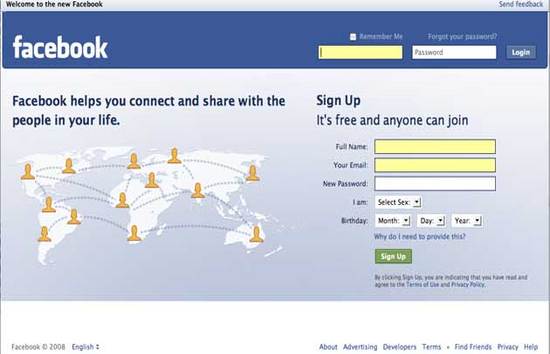 Welcome to the new Facebook
Send feedback
facebook
Remember Me
Forgot your password?
Password
Login
Facebook helps you connect and share with the
people in your life.
Sign Up
It's free and anyone can join
Full Name:
Your Email:
New Password:
I am:
Select Sex:
Birthday:
Month:
Day:
Year:
Why do I need to provide this?
Sign Up
By clicking Sign Up, you are indicating that you have read and
agree to the Terms of Use and Privacy Policy.
Facebook © 2008
English
About
Advertising
Developers
Terms
•
Find Friends
Privacy
Help